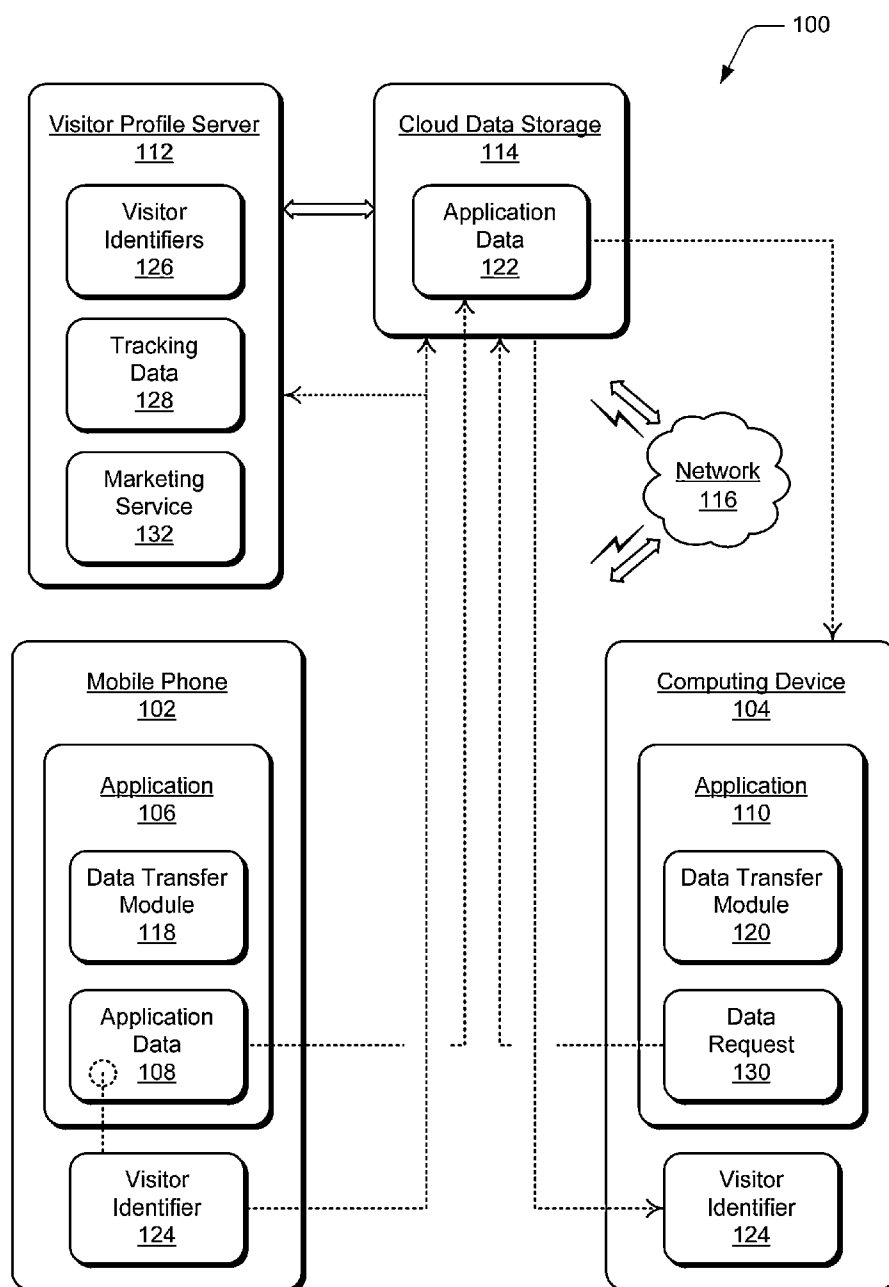 100
Visitor Profile Server
112
Visitor
Identifiers
126
Tracking
Data
128
Marketing
Service
132
Cloud Data Storage
114
Application
Data
122
Network
116
Mobile Phone
102
Application
106
Data Transfer
Module
118
Application
Data
108
Visitor
Identifier
124
Computing Device
104
Application
110
Data Transfer
Module
120
Data
Request
130
Visitor
Identifier
124